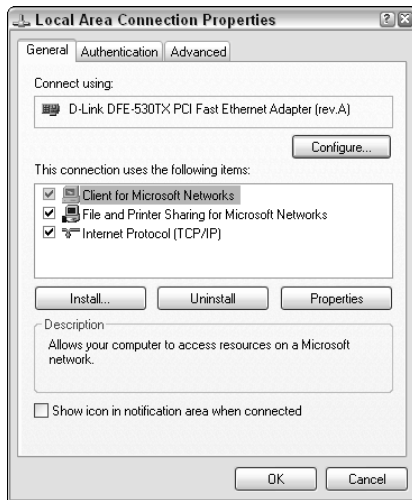 Local Area Connection Properties
General Authentication Advanced
Connect using:
D-Link DFE-530TX PCI Fast Ethernet Adapter (rev.A)
Configure...
This connection uses the following items:
Client for Microsoft Networks
File and Printer Sharing for Microsoft Networks
Internet Protocol (TCP/IP)
Install... Uninstall Properties
Description
Allows your computer to access resources on a Microsoft
network.
Show icon in notification area when connected
OK Cancel